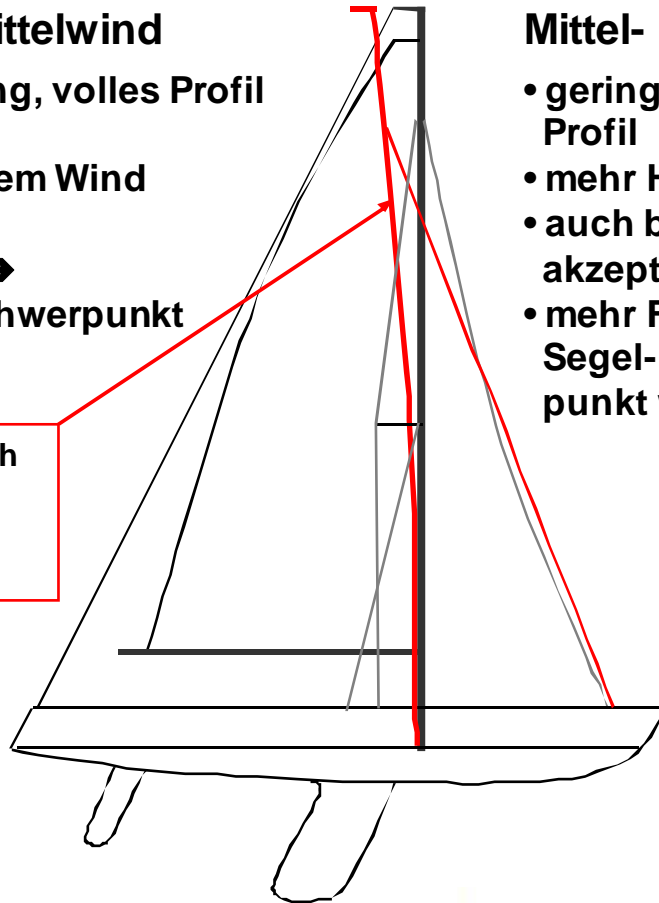 ittelwind
ng, volles Profil
em Wind
➔
hwerpunkt
h
Mittel-
• gering
Profil
• mehr H
• auch b
akzept
• mehr
Segel-
punkt